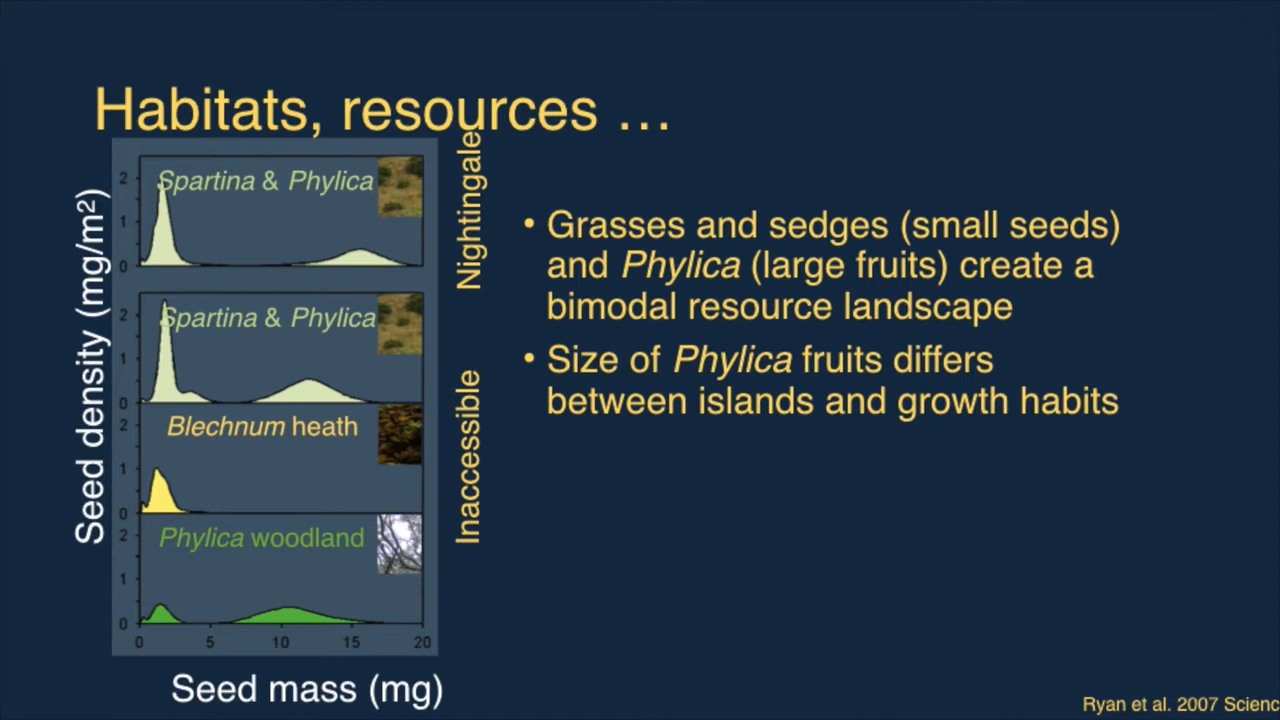 Habitats, resources …
Seed density (mg/m²)
2
1
0
Spartina & Phylica
Nightingale
2
1
0
Spartina & Phylica
2
1
0
Blechnum heath
Inaccessible
2
1
0
Phylica woodland
0 5 10 15 20
Seed mass (mg)
• Grasses and sedges (small seeds)
and Phylica (large fruits) create a
bimodal resource landscape
• Size of Phylica fruits differs
between islands and growth habits
Ryan et al. 2007 Scienc